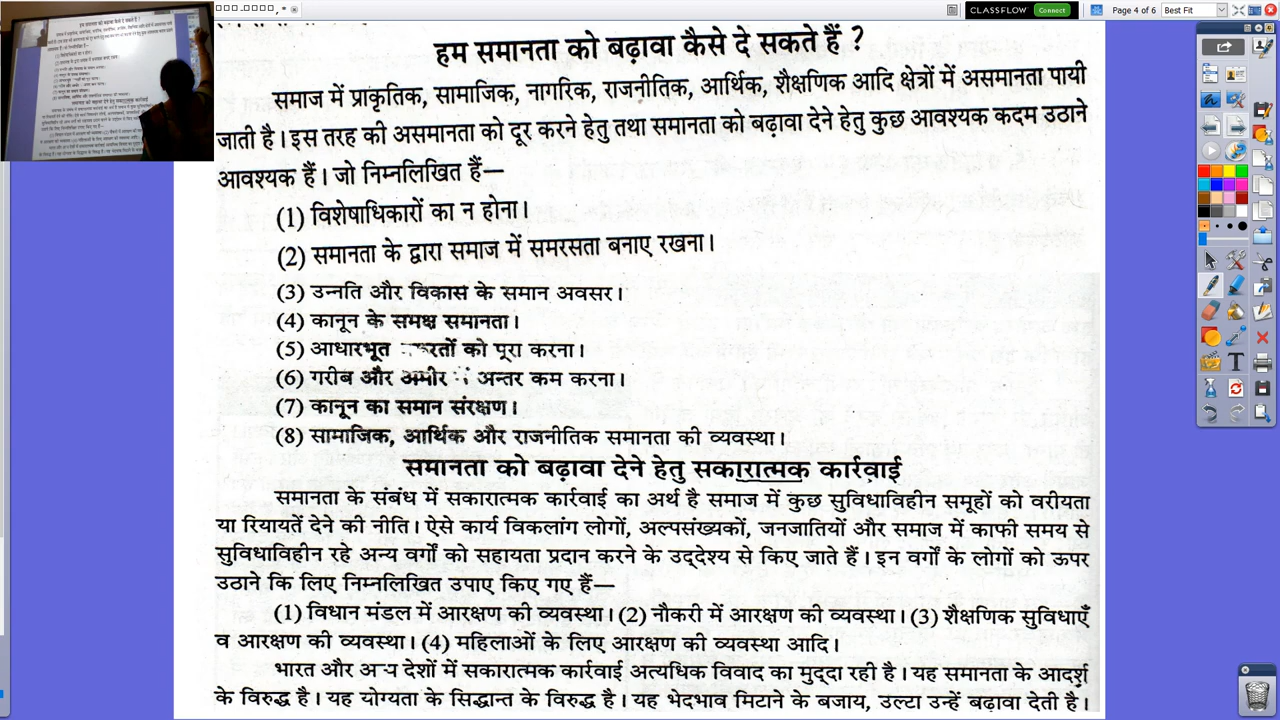 CLASSFLOW Connect Page 4 of 6 Best Fit
हम समानता को बढ़ावा कैसे दे सकते हैं ?
समाज में प्राकृतिक, सामाजिक, नागरिक, राजनीतिक, आर्थिक, शैक्षणिक आदि क्षेत्रों में असमानता पायी
जाती है। इस तरह की असमानता को दूर करने हेतु तथा समानता को बढ़ावा देने हेतु कुछ आवश्यक कदम उठाने
आवश्यक हैं। जो निम्नलिखित हैं—
(1) विशेषाधिकारों का न होना।
(2) समानता के द्वारा समाज में समरसता बनाए रखना।
(3) उन्नति और विकास के समान अवसर।
(4) कानून के समक्ष समानता।
(5) आधारभूत को पूरा करना।
(6) गरीब और अमीर अन्तर कम करना।
(7) कानून का समान संरक्षण।
(8) सामाजिक, आर्थिक और राजनीतिक समानता की व्यवस्था।
समानता को बढ़ावा देने हेतु सकारात्मक कार्रवाई
समानता के संबंध में सकारात्मक कार्रवाई का अर्थ है समाज में कुछ सुविधाविहीन समूहों को वरीयता
या रियायतें देने की नीति। ऐसे कार्य विकलांग लोगों, अल्पसंख्यकों, जनजातियों और समाज में काफी समय से
सुविधाविहीन रहे अन्य वर्गों को सहायता प्रदान करने के उद्देश्य से किए जाते हैं। इन वर्गों के लोगों को ऊपर
उठाने कि लिए निम्नलिखित उपाए किए गए हैं—
(1) विधान मंडल में आरक्षण की व्यवस्था। (2) नौकरी में आरक्षण की व्यवस्था। (3) शैक्षणिक सुविधाएँ
व आरक्षण की व्यवस्था। (4) महिलाओं के लिए आरक्षण की व्यवस्था आदि।
भारत और देशों में सकारात्मक कार्रवाई अत्यधिक विवाद का मुद्दा रही है। यह समानता के आदर्श
के विरुद्ध है। यह योग्यता के सिद्धान्त के विरुद्ध है। यह भेदभाव मिटाने के बजाय, उल्टा उन्हें बढ़ावा देती है।